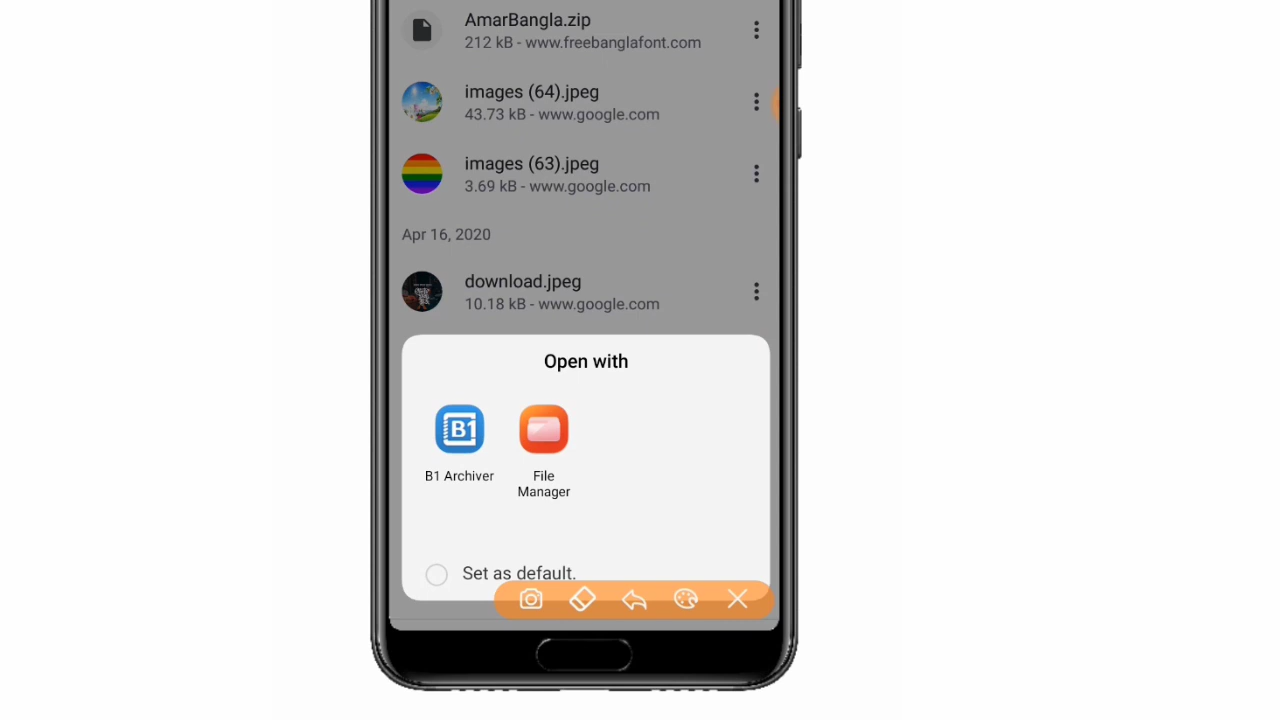 AmarBangla.zip
212 kB - www.freebanglafont.com
images (64).jpeg
43.73 kB - www.google.com
images (63).jpeg
3.69 kB - www.google.com
Apr 16, 2020
download.jpeg
10.18 kB - www.google.com
Open with
B1
B1 Archiver
File
Manager
Set as default.